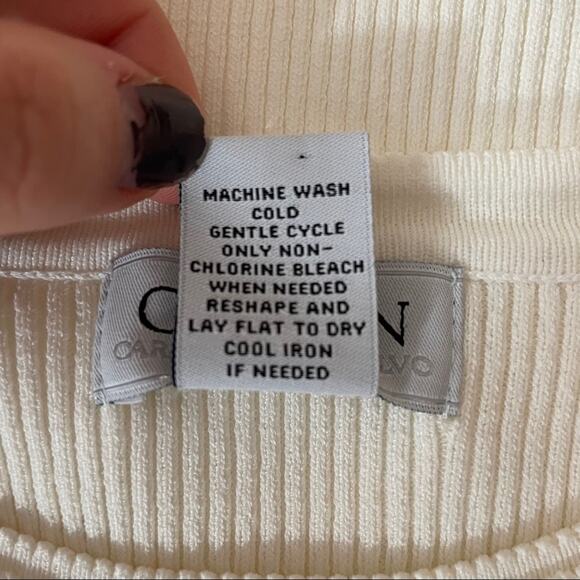 MACHINE WASH
COLD
GENTLE CYCLE
ONLY NON-
CHLORINE BLEACH
WHEN NEEDED
RESHAPE AND
LAY FLAT TO DRY
COOL IRON
IF NEEDED